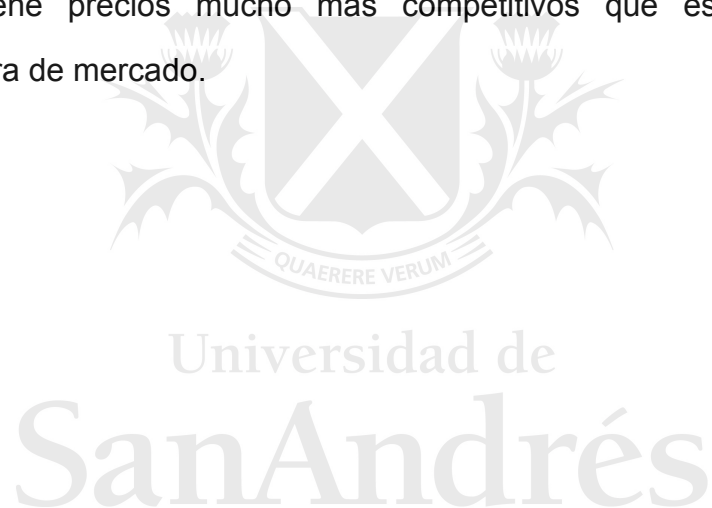 ene precios mucho más competitivos que es
ra de mercado.
QUAERERE VERUM
Universidad de
SanAndrés